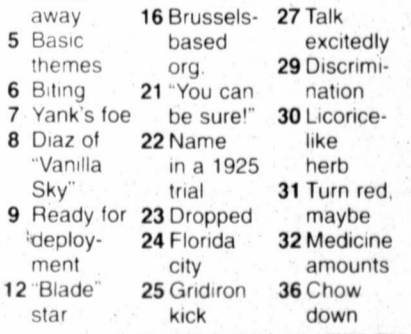 away
5 Basic
themes
6 Biting
7 Yank's foe
8 Diaz of
"Vanilla
Sky"
9 Ready for
deploy-
ment
12 "Blade"
star
16 Brussels-
based
org.
21 "You can
be sure!"
22 Name
in a 1925
trial
23 Dropped
24 Florida
city
25 Gridiron
kick
27 Talk
excitedly
29 Discrimi-
nation
30 Licorice-
like
herb
31 Turn red,
maybe
32 Medicine
amounts
36 Chow
down